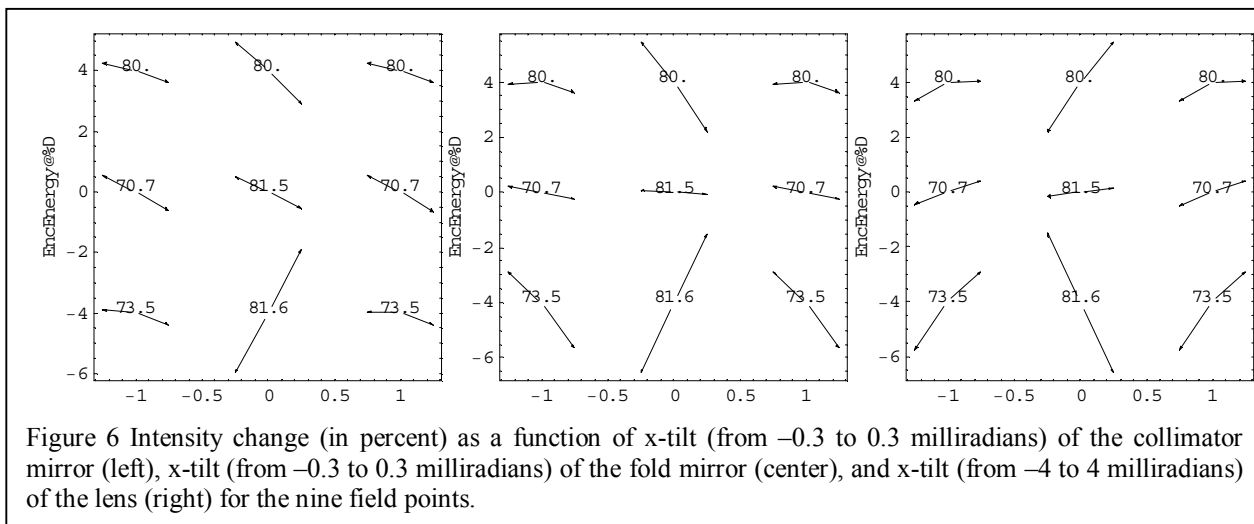 80. 80. 80.
70.7 81.5 70.7
73.5 81.6 73.5
EncEnergy@%D
4
2
0
-2
-4
-6
-1 -0.5 0 0.5 1
80. 80. 80.
70.7 81.5 70.7
73.5 81.6 73.5
EncEnergy@%D
4
2
0
-2
-4
-6
-1 -0.5 0 0.5 1
80. 80. 80.
70.7 81.5 70.7
73.5 81.6 73.5
EncEnergy@%D
4
2
0
-2
-4
-6
-1 -0.5 0 0.5 1
Figure 6 Intensity change (in percent) as a function of x-tilt (from –0.3 to 0.3 milliradians) of the collimator
mirror (left), x-tilt (from –0.3 to 0.3 milliradians) of the fold mirror (center), and x-tilt (from –4 to 4 milliradians)
of the lens (right) for the nine field points.